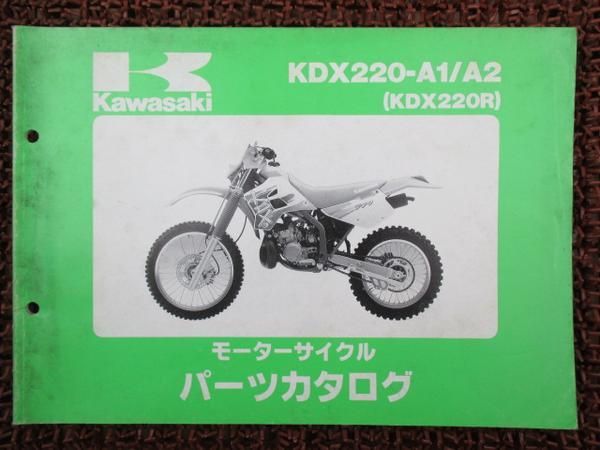 Kawasaki
KDX220-A1/A2
(KDX220R)
モーターサイクル
パーツカタログ